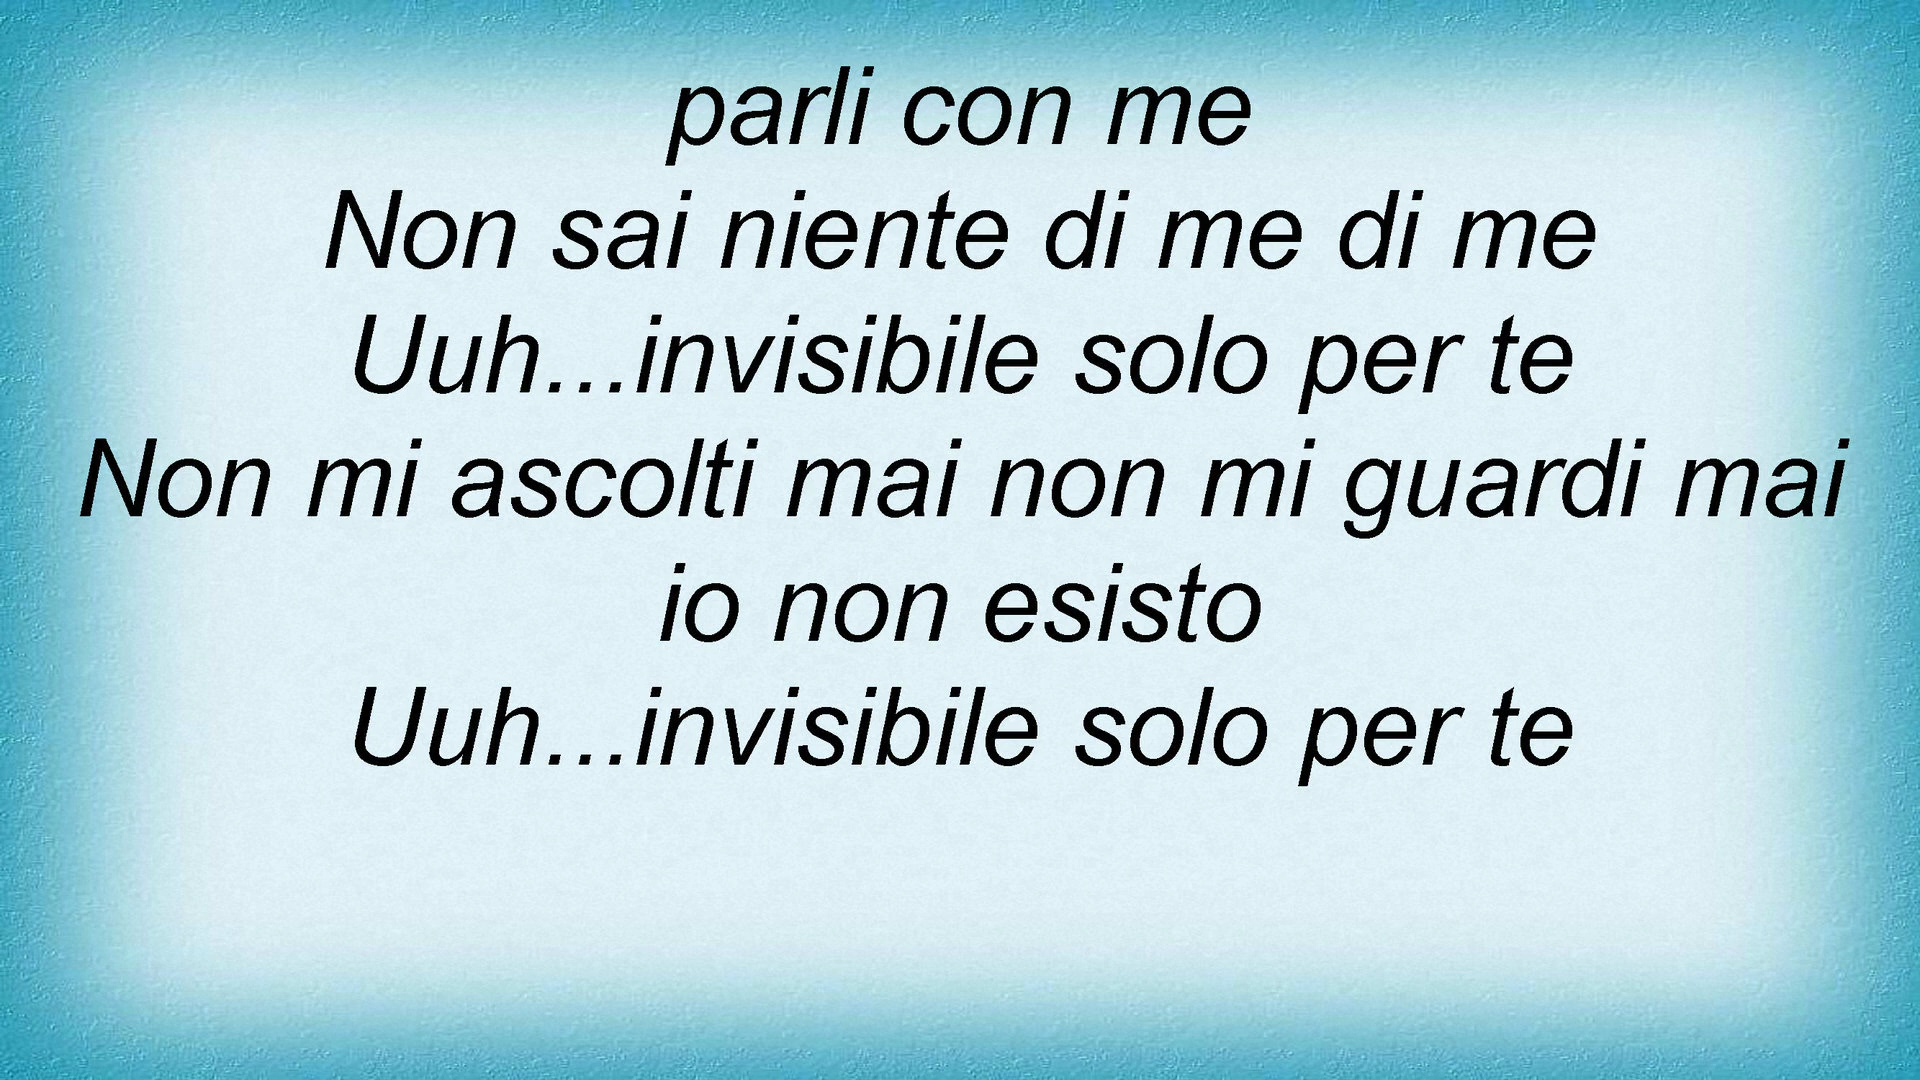 parli con me
Non sai niente di me di me
Uuh...invisibile solo per te
Non mi ascolti mai non mi guardi mai
io non esisto
Uuh...invisibile solo per te